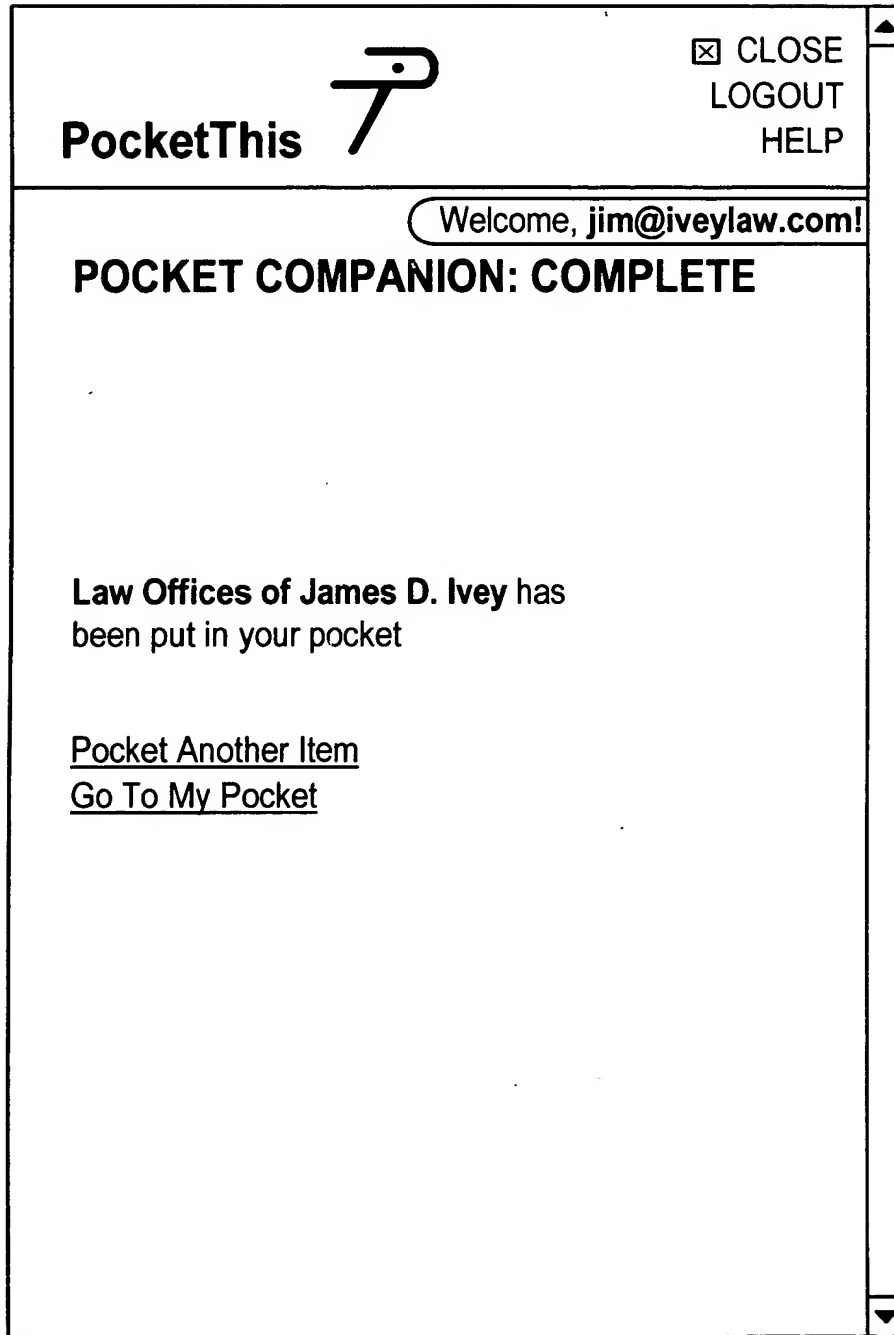 ☒ CLOSE
LOGOUT
PocketThis HELP
Welcome, jim@iveylaw.com!
POCKET COMPANION: COMPLETE
Law Offices of James D. Ivey has
been put in your pocket
Pocket Another Item
Go To My Pocket